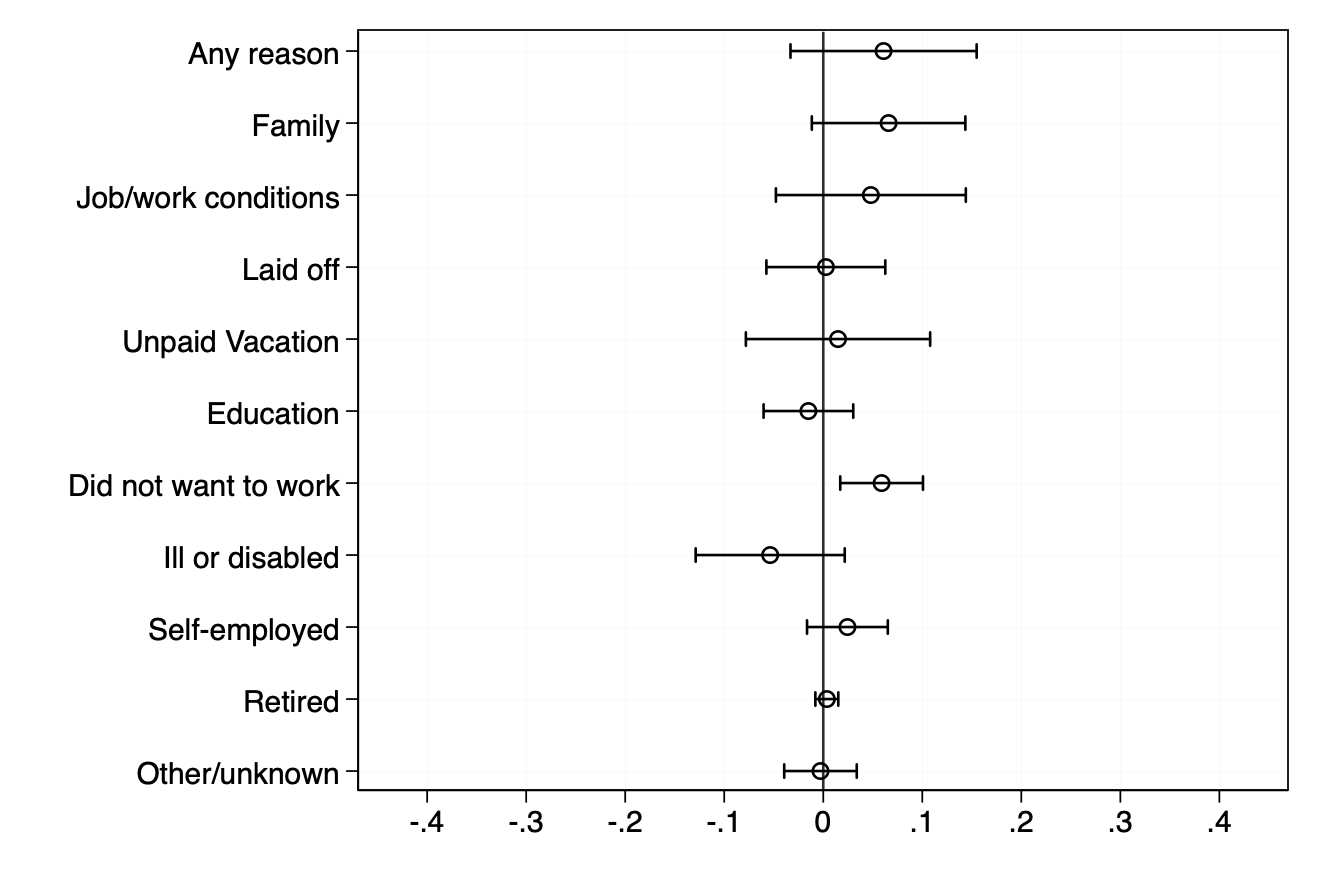 Any reason
Family
Job/work conditions
Laid off
Unpaid Vacation
Education
Did not want to work
Ill or disabled
Self-employed
Retired
Other/unknown
-.4 -.3 -.2 -.1 0 .1 .2 .3 .4